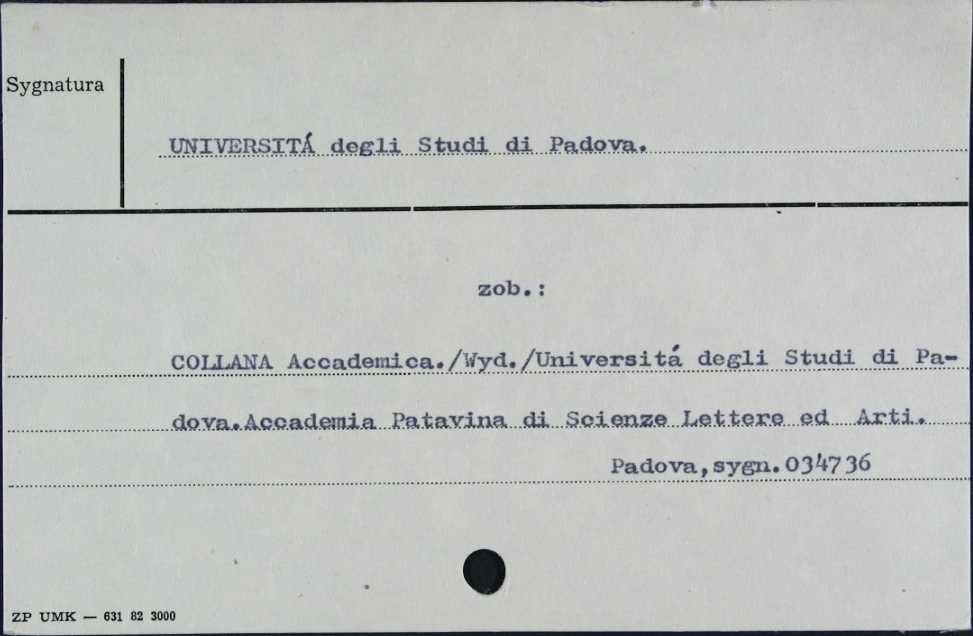 Sygnatura
UNIVERSITÁ degli Studi di Padova.
zob.:
COLLANA Accademica./Wyd./Universitá degli Studi di Pa-
dova.Accademia Patavina di Scienze Lettere ed Arti.
Padova,sygn.034736
ZP UMK — 631 82 3000